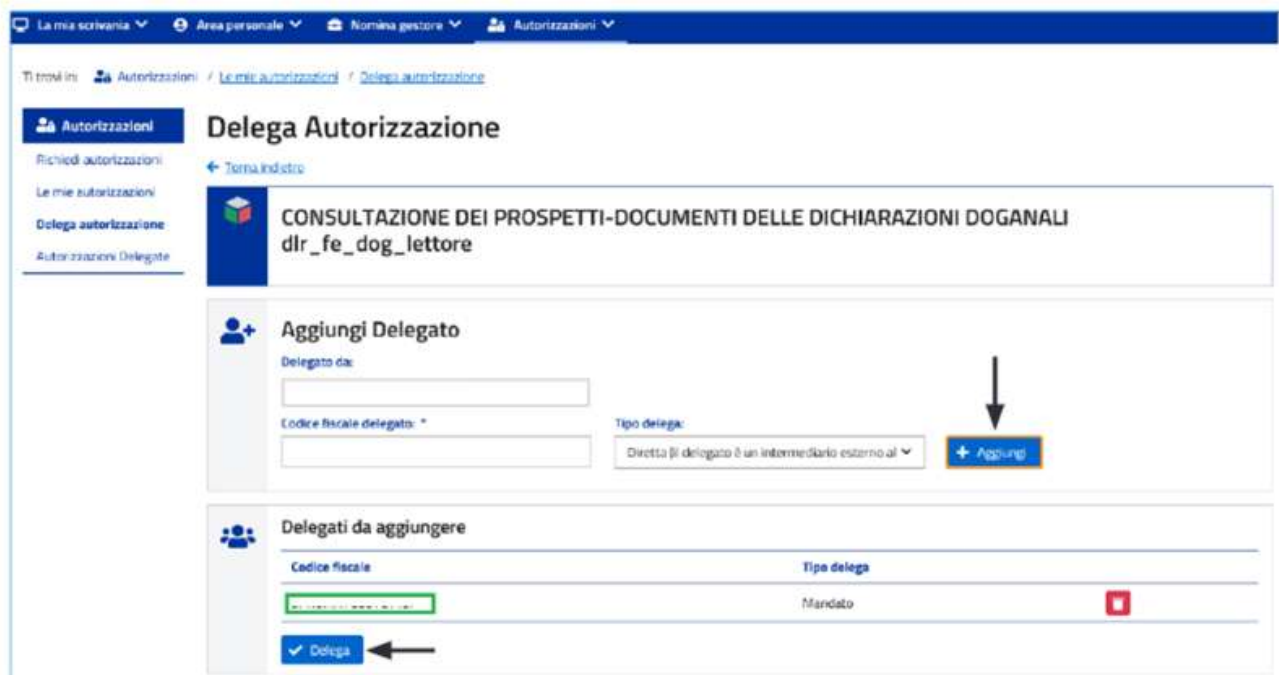 La mia scrivania Area personale Nomina gestore Autorizzazioni
Ti trovi in: Autorizzazioni / Le mie autorizzazioni / Delega autorizzazione
Autorizzazioni
Richiedi autorizzazioni
Le mie autorizzazioni
Delega autorizzazione
Autorizzazioni Delegate
Delega Autorizzazione
Torna indietro
CONSULTAZIONE DEI PROSPETTI-DOCUMENTI DELLE DICHIARAZIONI DOGANALI
dlr_fe_dog_lettore
Aggiungi Delegato
Delegato da:
Codice fiscale delegato: * Tipo delega:
Diretta (il delegato è un intermediario esterno al
+ Aggiungi
Delegati da aggiungere
Codice fiscale Tipo delega
Mandato
Delega